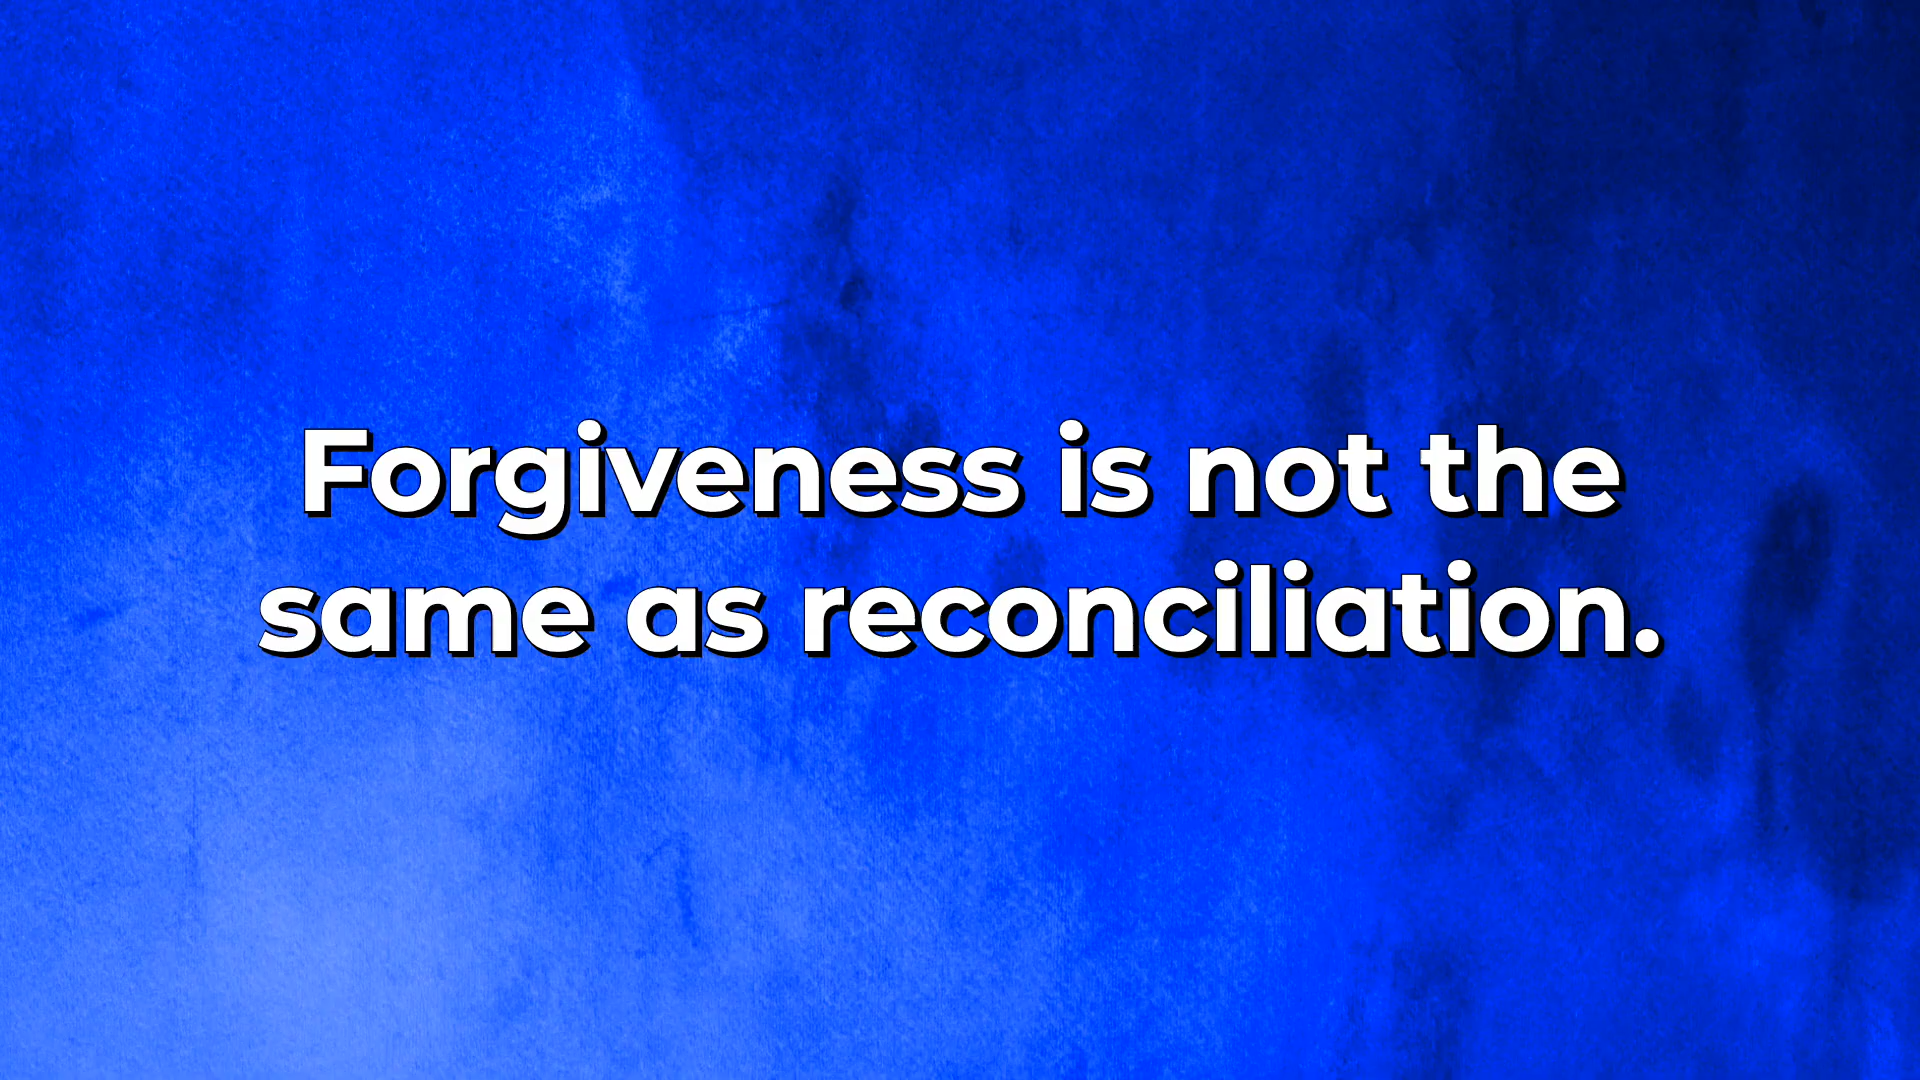 Forgiveness is not the
same as reconciliation.